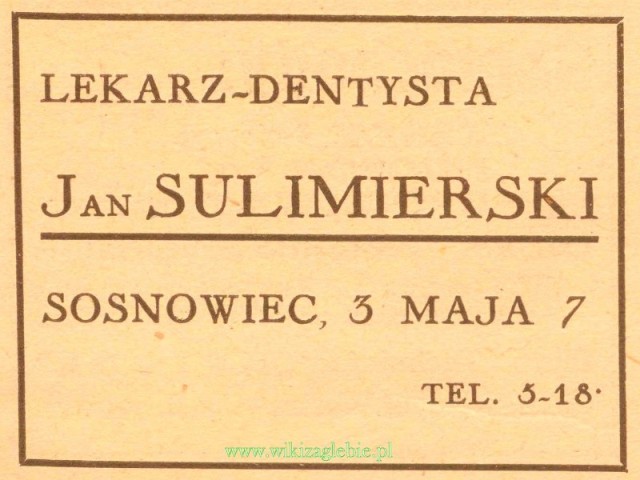 LEKARZ-DENTYSTA
JAN SULIMIERSKI
SOSNOWIEC, 3 MAJA 7
TEL. 5-18.
www.wikizaglebie.pl